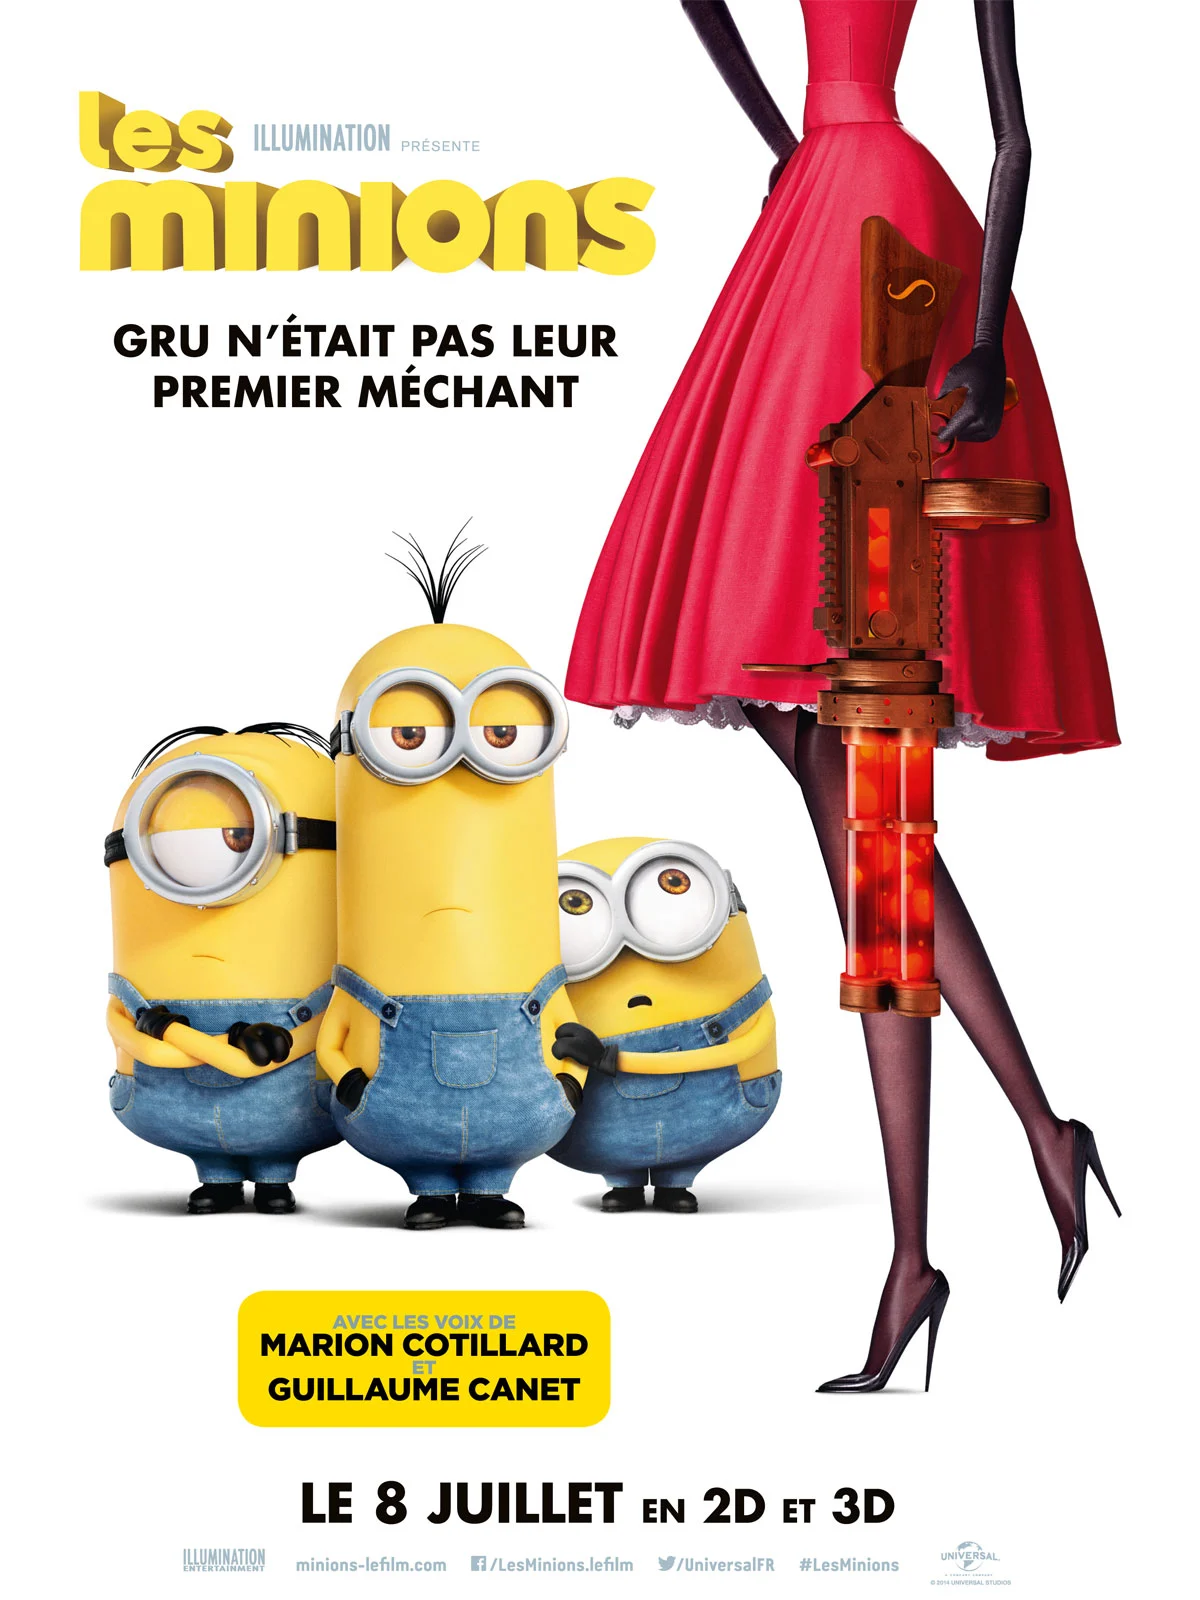 Les
ILLUMINATION PRÉSENTE
minions
GRU N'ÉTAIT PAS LEUR
PREMIER MÉCHANT
S
AVEC LES VOIX DE
MARION COTILLARD
ET
GUILLAUME CANET
LE 8 JUILLET EN 2D ET 3D
ILLUMINATION
ENTERTAINMENT
minions-lefilm.com
/LesMinions.lefilm
/UniversalFR
#LesMinions
UNIVERSAL
© 2014 UNIVERSAL STUDIOS